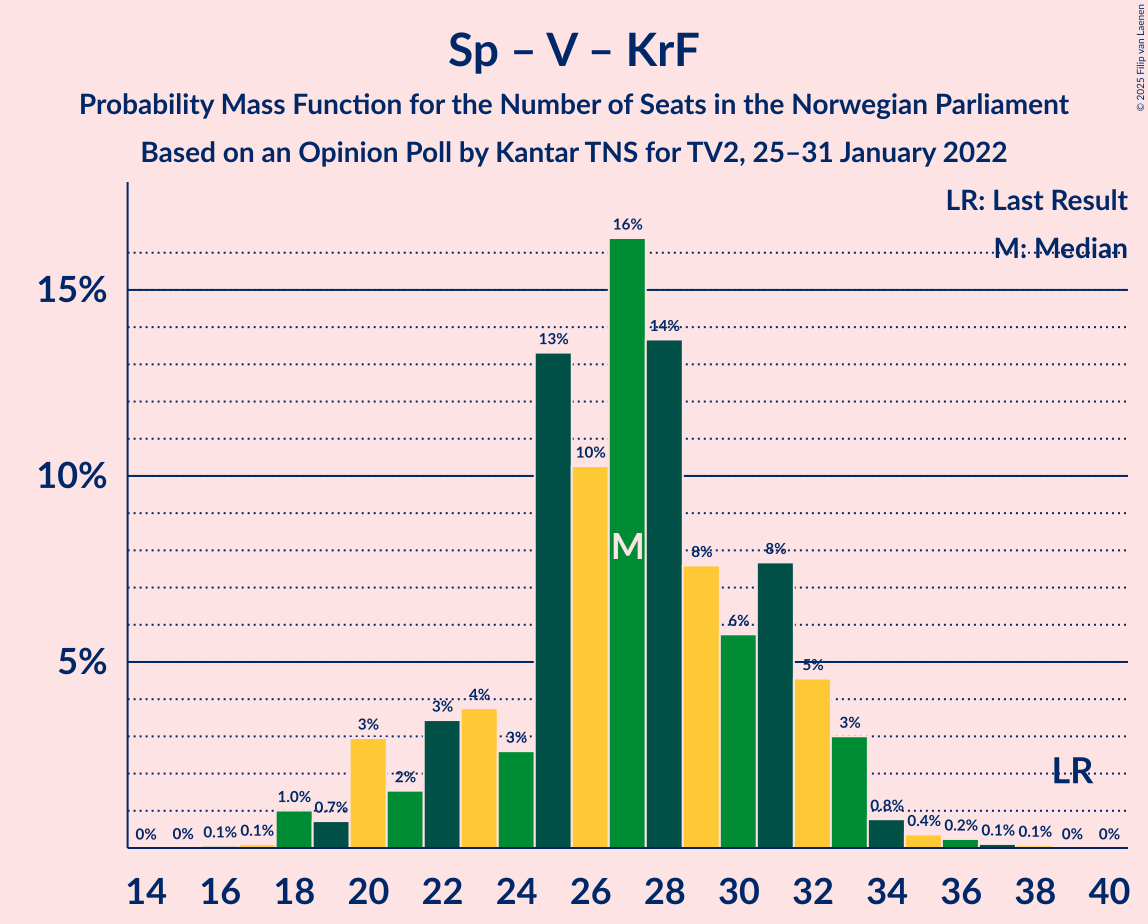 Sp – V – KrF
Probability Mass Function for the Number of Seats in the Norwegian Parliament
Based on an Opinion Poll by Kantar TNS for TV2, 25–31 January 2022
© 2025 Filip van Laenen
LR: Last Result
M: Median
15%
10%
5%
0% 0% 0.1% 0.1% 1.0% 0.7% 3% 2% 3% 4% 3% 13% 10% 16% 14% 8% 6% 8% 5% 3% 0.8% 0.4% 0.2% 0.1% 0.1% 0% 0%
M
LR
14 16 18 20 22 24 26 28 30 32 34 36 38 40